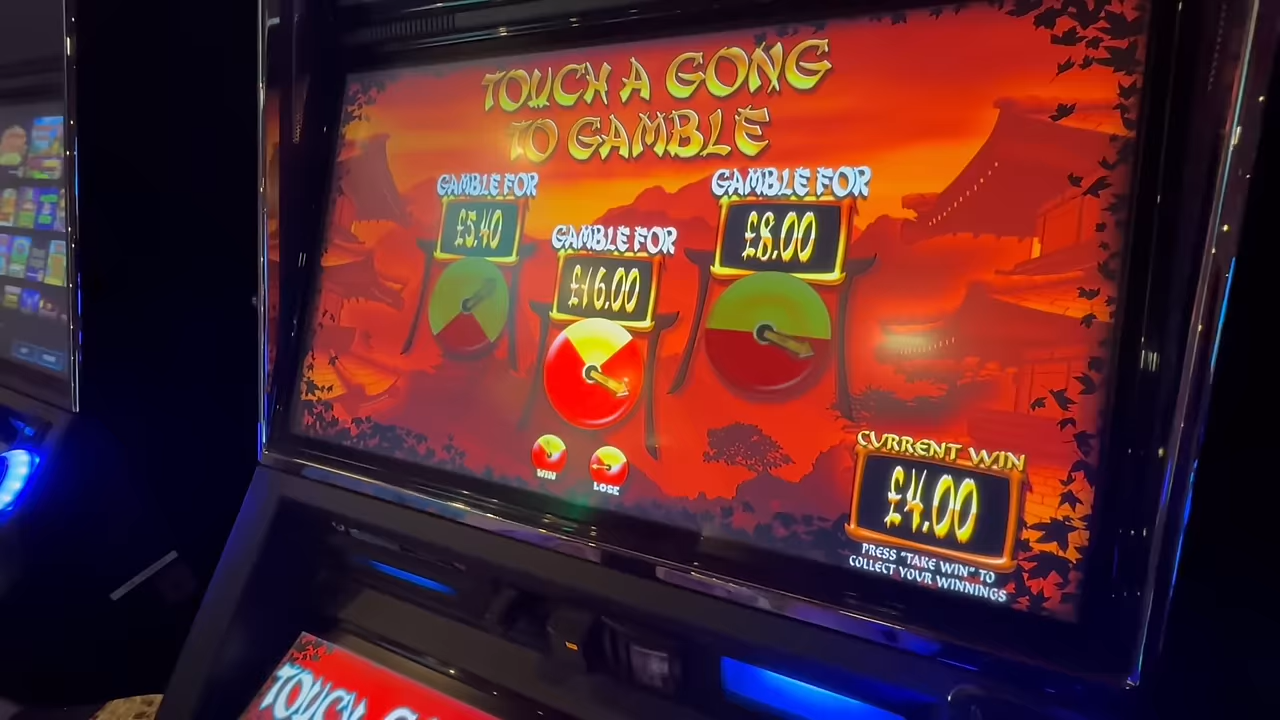 TOUCH A GONG
TO GAMBLE
GAMBLE FOR
£5.40
GAMBLE FOR
£16.00
GAMBLE FOR
£8.00
WIN
LOSE
CURRENT WIN
£4.00
PRESS "TAKE WIN" TO
COLLECT YOUR WINNINGS
TOUCH A